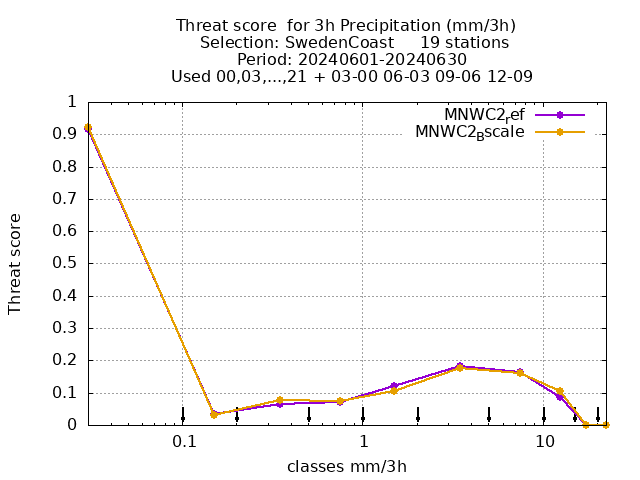 Threat score  for 3h Precipitation (mm/3h)
Selection: SwedenCoast     19 stations
Period: 20240601-20240630
Used 00,03,...,21 + 03-00 06-03 09-06 12-09
MNWC2_ref
MNWC2_Bscale
1
0.9
0.8
0.7
0.6
0.5
0.4
0.3
0.2
0.1
0
Threat score
0.1 1 10
classes mm/3h